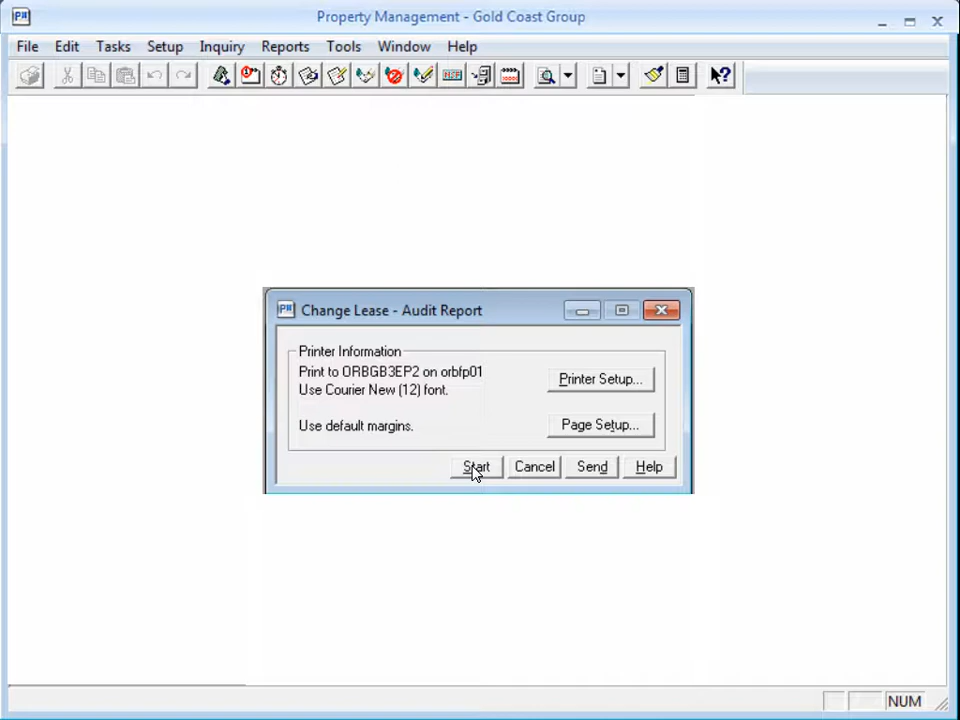 Property Management - Gold Coast Group
File Edit Tasks Setup Inquiry Reports Tools Window Help
Change Lease - Audit Report
Printer Information
Print to ORBGB3EP2 on orbfp01
Printer Setup...
Use Courier New (12) font.
Use default margins.
Page Setup...
Start Cancel Send Help
NUM